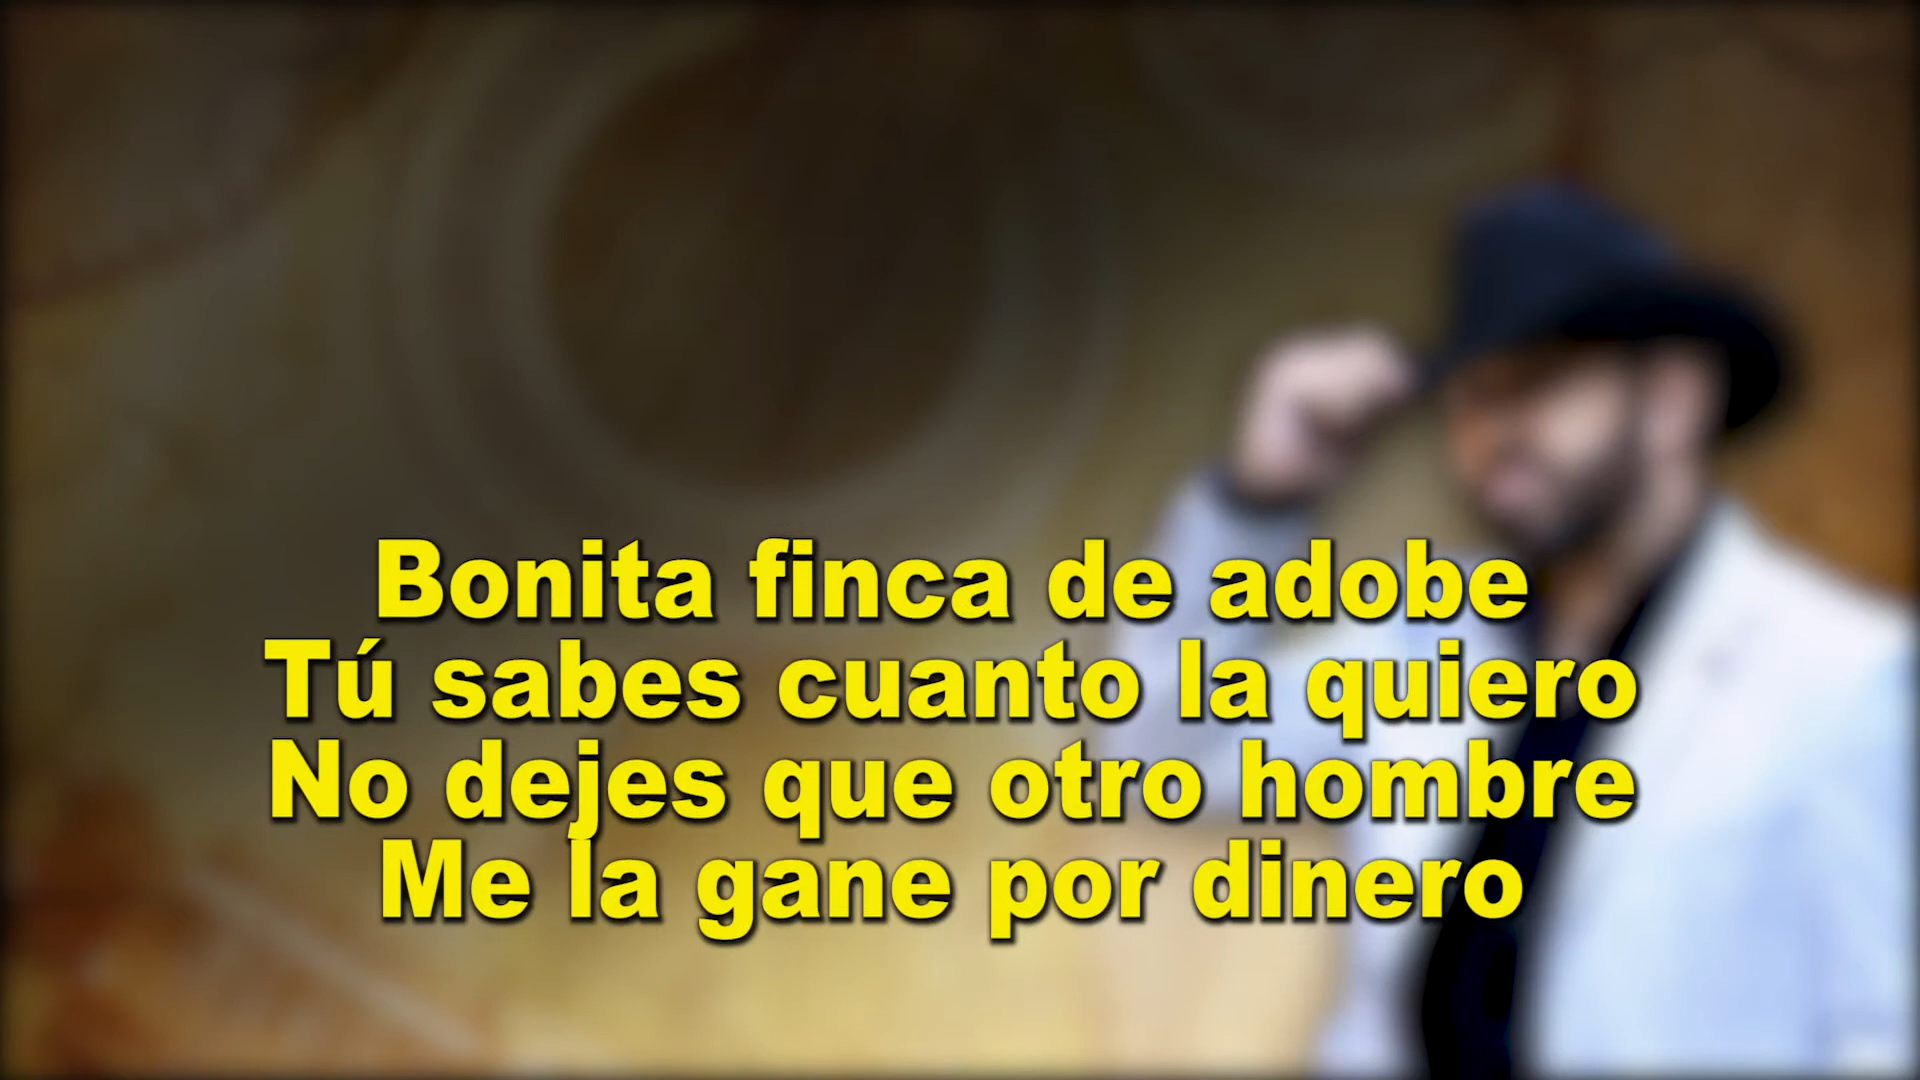 Bonita finca de adobe
Tú sabes cuanto la quiero
No dejes que otro hombre
Me la gane por dinero